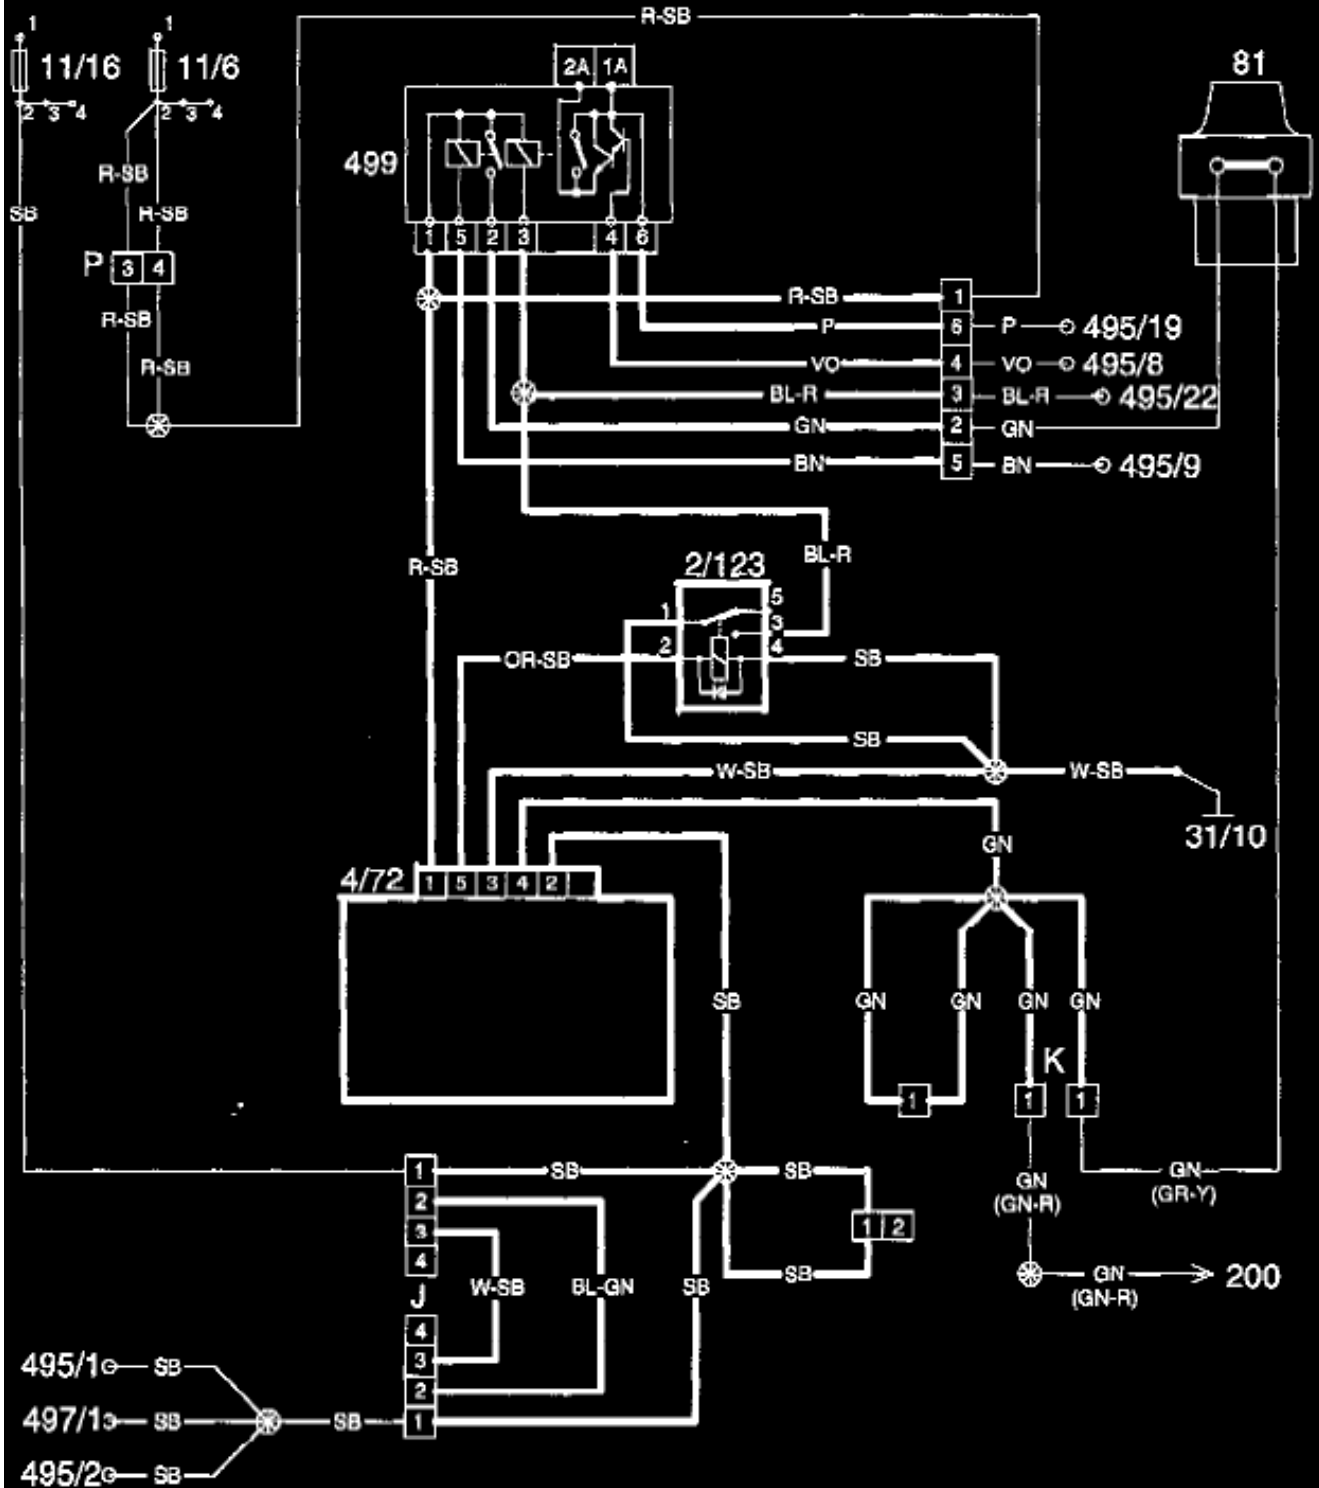 R-SB
1
1
11/16
11/6
2A 1A
81
2 3 4
2 3 4
R-SB
499
SB
R-SB
1 5 2 3 4 6
P 3 4
R-SB
R-SB
1
R-SB
P
6
P
495/19
VO
4
VO
495/8
BL-R
3
BL-R
495/22
GN
2
GN
BN
5
BN
495/9
R-SB
BL-R
2/123
1
5
3
2
4
OR-SB
SB
SB
W-SB
W-SB
31/10
GN
4/72
1 5 3 4 2
SB
GN
GN
GN
GN
K
1
1
1
1
SB
SB
GN
(GN-R)
GN
(GR-Y)
2
3
4
1 2
J
W-SB
BL-GN
SB
SB
GN
(GN-R)
200
4
3
2
1
495/1
SB
497/1
SB
SB
495/2
SB